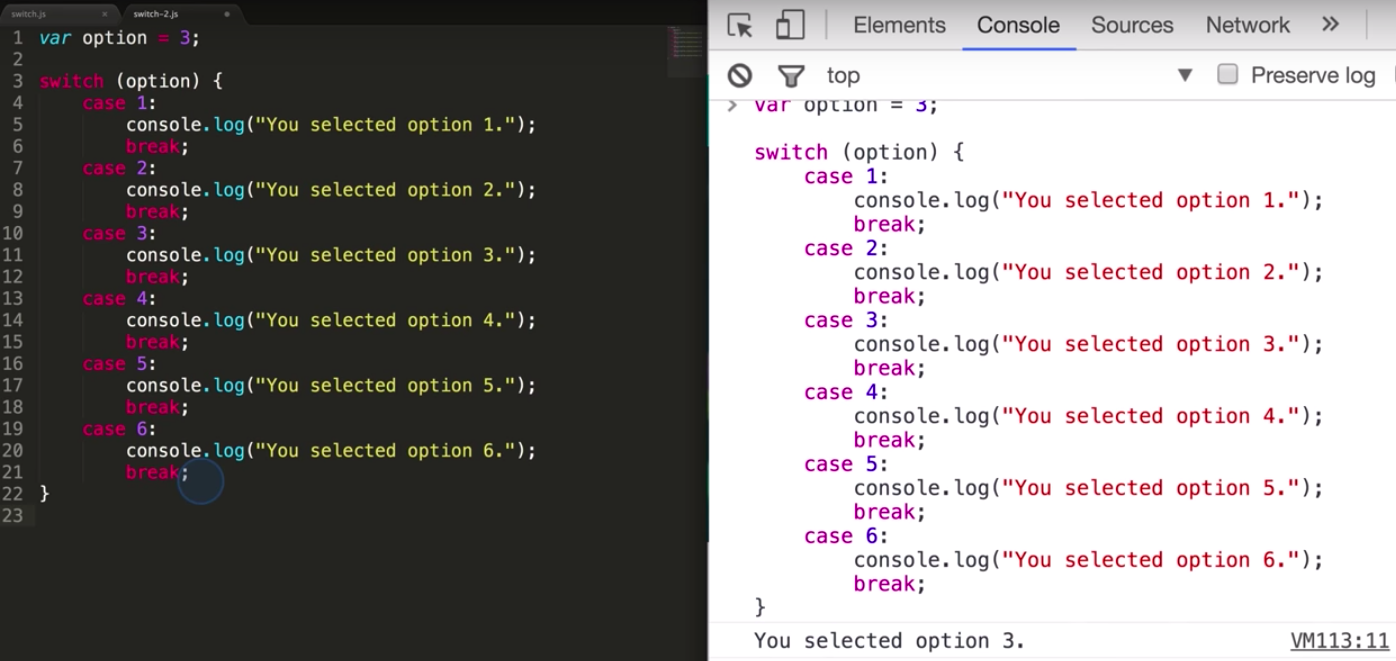 switch.js
switch-2.js
1 var option = 3;
2
3 switch (option) {
4 case 1:
5 console.log("You selected option 1.");
6 break;
7 case 2:
8 console.log("You selected option 2.");
9 break;
10 case 3:
11 console.log("You selected option 3.");
12 break;
13 case 4:
14 console.log("You selected option 4.");
15 break;
16 case 5:
17 console.log("You selected option 5.");
18 break;
19 case 6:
20 console.log("You selected option 6.");
21 break;
22 }
23
Elements Console Sources Network »
top ▼ Preserve log
> var option = 3;
switch (option) {
case 1:
console.log("You selected option 1.");
break;
case 2:
console.log("You selected option 2.");
break;
case 3:
console.log("You selected option 3.");
break;
case 4:
console.log("You selected option 4.");
break;
case 5:
console.log("You selected option 5.");
break;
case 6:
console.log("You selected option 6.");
break;
}
You selected option 3. VM113:11